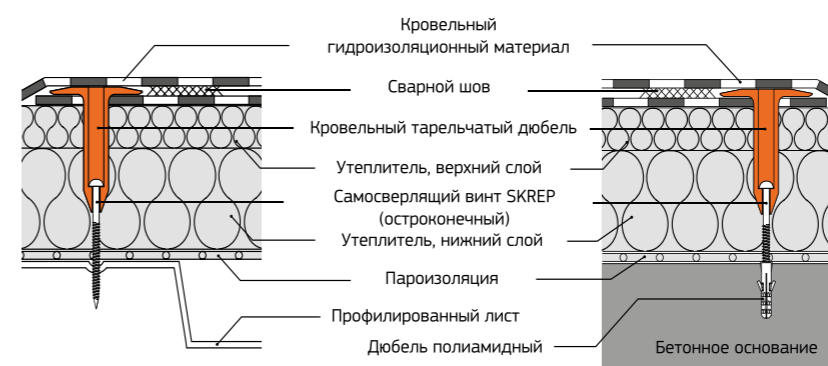 Кровельный
гидроизоляционный материал
Сварной шов
Кровельный тарельчатый дюбель
Утеплитель, верхний слой
Самосверлящий винт SKREP
(остроконечный)
Утеплитель, нижний слой
Пароизоляция
Профилированный лист
Дюбель полиамидный
Бетонное основание